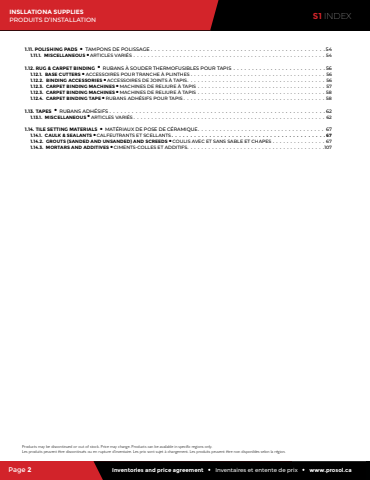 INSLLATIONA SUPPLIES
PRODUITS D'INSTALLATION
S1 INDEX
1.11. POLISHING PADS • TAMPONS DE POLISSAGE . . . 54
1.11.1. MISCELLANEOUS • ARTICLES VARIÉS . . . 54
1.12. RUG & CARPET BINDING • RUBANS À SOUDER THERMOFUSIBLES POUR TAPIS . . . 56
1.12.1. BASE CUTTERS • ACCESSOIRES POUR TRANCHE À PLINTHES . . . 56
1.12.2. BINDING ACCESSORIES • ACCESSOIRES DE JOINTS À TAPIS . . . 56
1.12.3. CARPET BINDING MACHINES • MACHINES DE RELIURE À TAPIS . . . 57
1.12.3. CARPET BINDING MACHINES • MACHINES DE RELIURE À TAPIS . . . 58
1.12.4. CARPET BINDING TAPE • RUBANS ADHÉSIFS POUR TAPIS . . . 58
1.13. TAPES • RUBANS ADHÉSIFS . . . 62
1.13.1. MISCELLANEOUS • ARTICLES VARIÉS . . . 62
1.14. TILE SETTING MATERIALS • MATÉRIAUX DE POSE DE CÉRAMIQUE . . . 67
1.14.1. CAULK & SEALANTS • CALFEUTRANTS ET SCELLANTS . . . 67
1.14.2. GROUTS (SANDED AND UNSANDED) AND SCREEDS • COULIS AVEC ET SANS SABLE ET CHAPES . . . 67
1.14.3. MORTARS AND ADDITIVES • CIMENTS-COLLES ET ADDITIFS . . . 107
Products may be discontinued or out of stock. Price may change. Products can be available in specific regions only.
Les produits peuvent être discontinués ou en rupture d'inventaire. Les prix sont sujet à changement. Les produits peuvent être non disponibles selon la région.
Page 2
Inventories and price agreement • Inventaires et entente de prix • www.prosol.ca